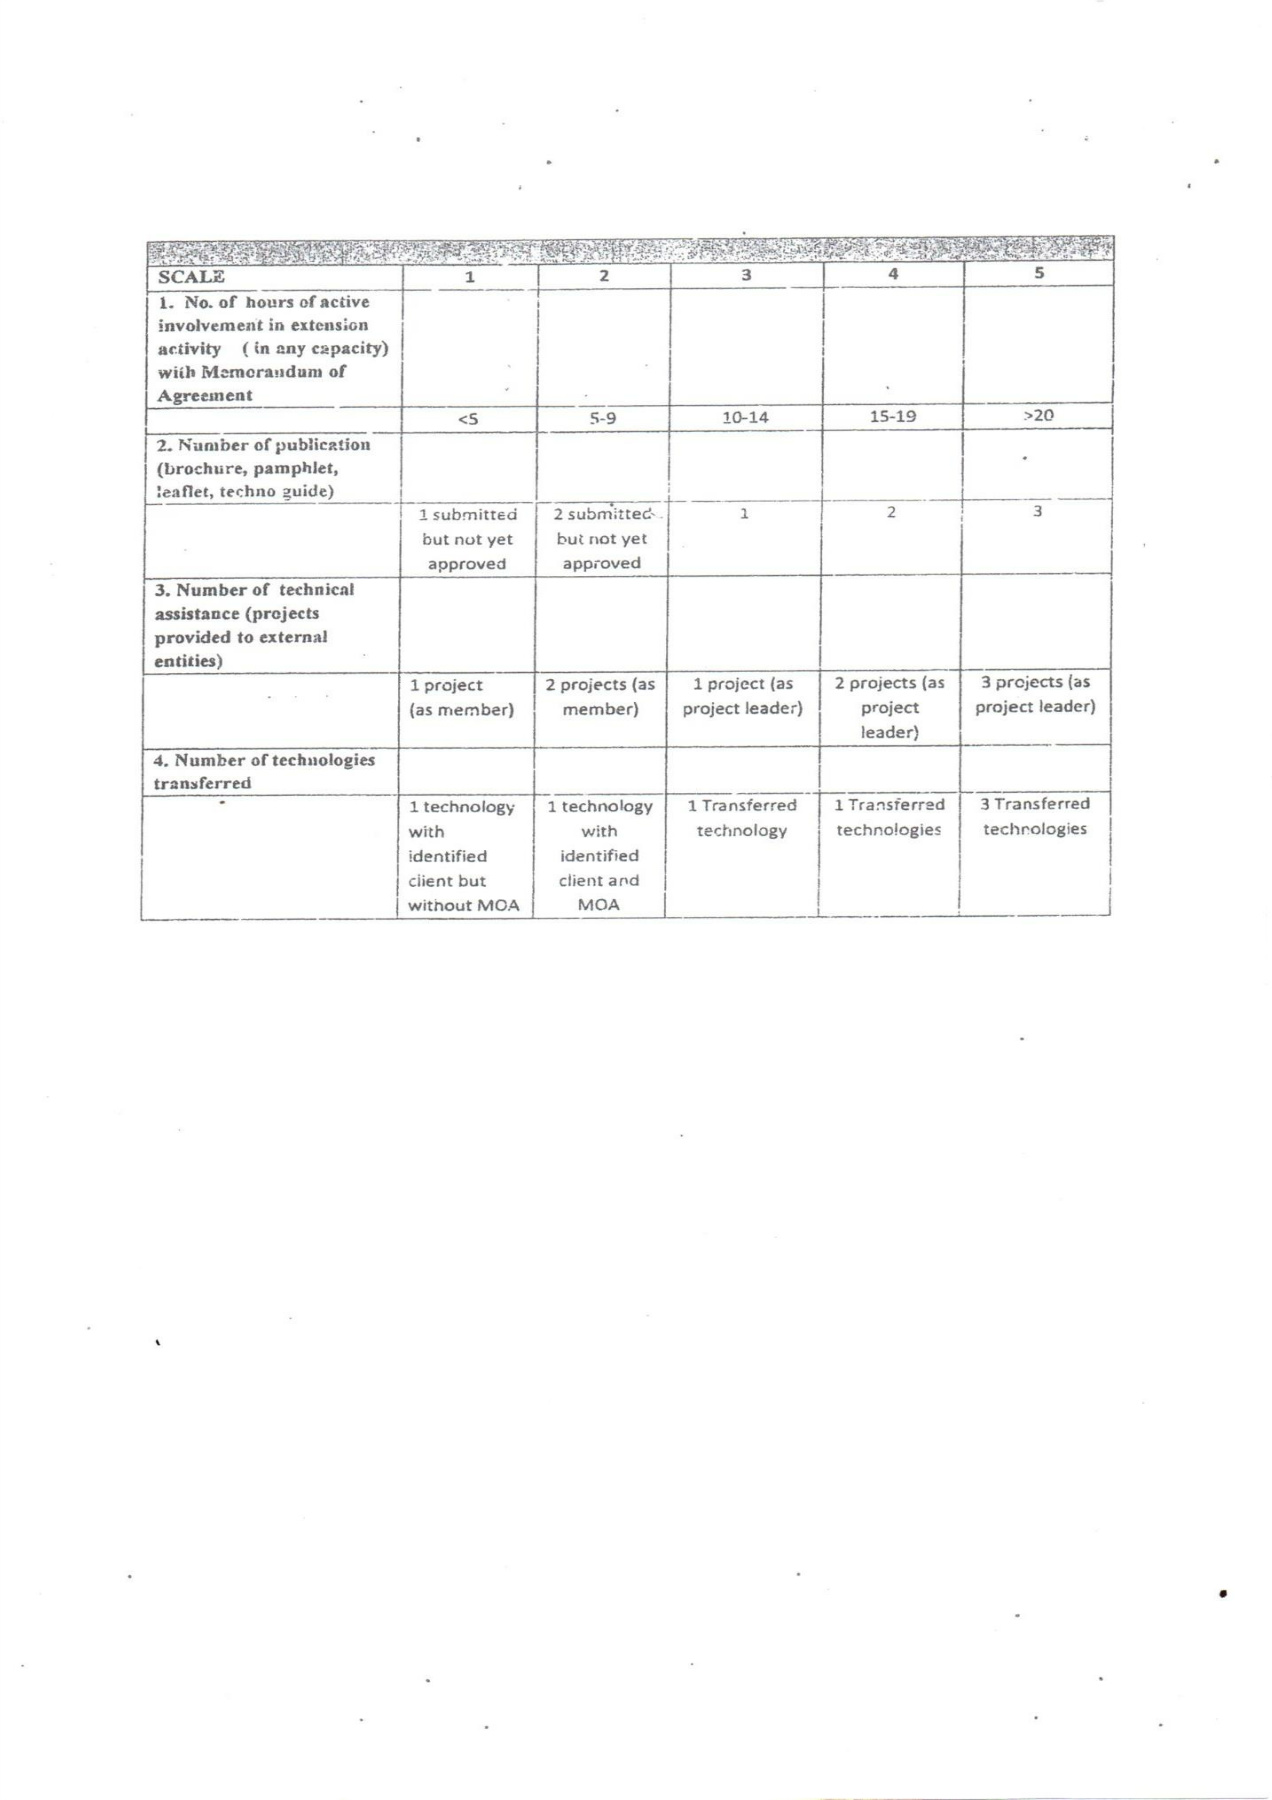 SCALE 1 2 3 4 5
1. No. of hours of active
involvement in extension
activity ( in any capacity)
with Memorandum of
Agreement
<5 5-9 10-14 15-19 >20
2. Number of publication
(brochure, pamphlet,
leaflet, techno guide)
1 submitted 2 submitted 1 2 3
but not yet but not yet
approved approved
3. Number of technical
assistance (projects
provided to external
entities)
1 project 2 projects (as 1 project (as 2 projects (as 3 projects (as
(as member) member) project leader) project project leader)
leader)
4. Number of technologies
transferred
1 technology 1 technology 1 Transferred 1 Transferred 3 Transferred
with with technology technologies technologies
identified identified
client but client and
without MOA MOA